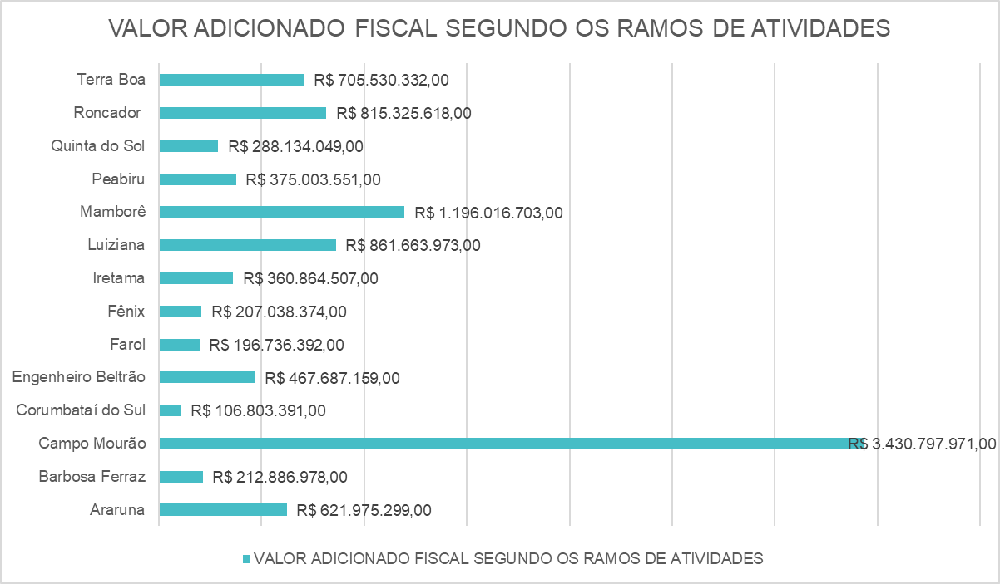 VALOR ADICIONADO FISCAL SEGUNDO OS RAMOS DE ATIVIDADES
Terra Boa R$ 705.530.332,00
Roncador R$ 815.325.618,00
Quinta do Sol R$ 288.134.049,00
Peabiru R$ 375.003.551,00
Mamborê R$ 1.196.016.703,00
Luiziana R$ 861.663.973,00
Iretama R$ 360.864.507,00
Fênix R$ 207.038.374,00
Farol R$ 196.736.392,00
Engenheiro Beltrão R$ 467.687.159,00
Corumbataí do Sul R$ 106.803.391,00
Campo Mourão R$ 3.430.797.971,00
Barbosa Ferraz R$ 212.886.978,00
Araruna R$ 621.975.299,00
VALOR ADICIONADO FISCAL SEGUNDO OS RAMOS DE ATIVIDADES